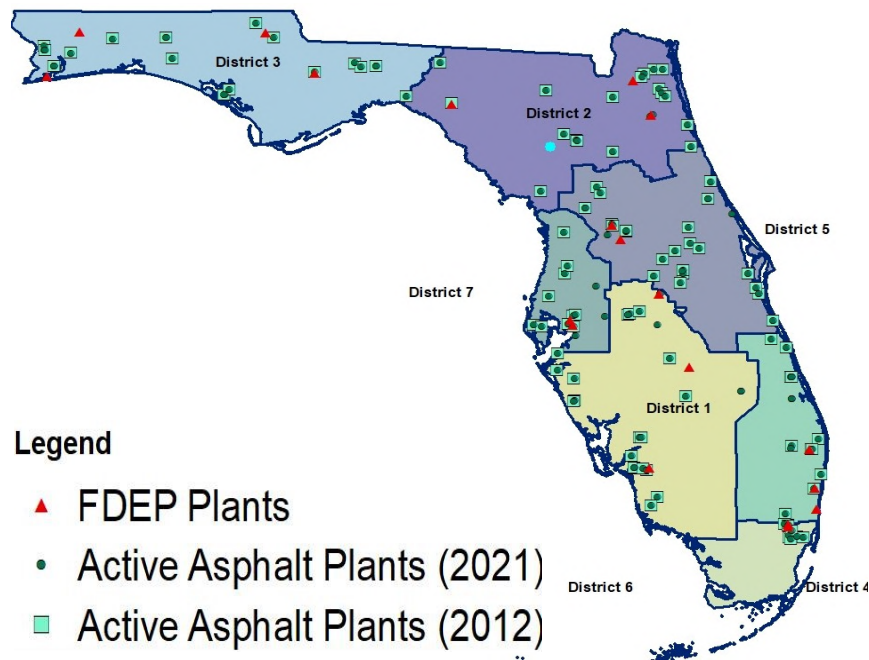 District 3
District 2
District 5
District 7
District 1
Legend
FDEP Plants
Active Asphalt Plants (2021)
Active Asphalt Plants (2012)
District 6
District 4